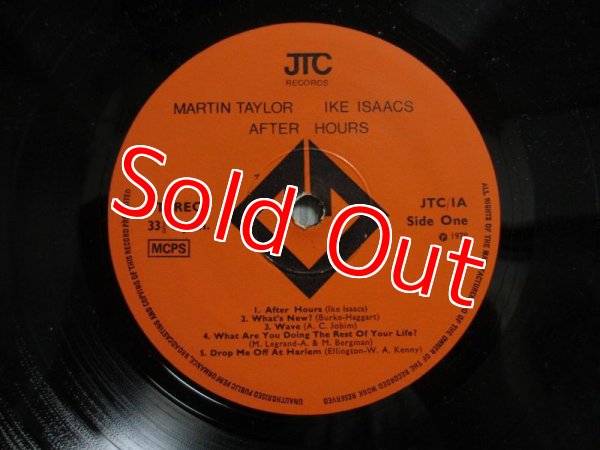 JTC
RECORDS
MARTIN TAYLOR IKE ISAACS
AFTER HOURS
JTC/1A
Side One
33
MCPS
Sold Out
1. After Hours (Ike Isaacs)
2. What's New? (Burke-Haggart)
3. Wave (A. C. Jobim)
4. What Are You Doing The Rest Of Your Life?
(M. Legrand-A. & M. Bergman)
5. Drop Me Off At Harlem (Ellington-W. A. Kenny)
UNAUTHORISED PUBLIC PERFORMANCE, BROADCASTING AND COPYING OF THIS RECORD PROHIBITED
ALL RIGHTS OF THE OF THE OWNER OF THE RECORDED WORK RESERVED